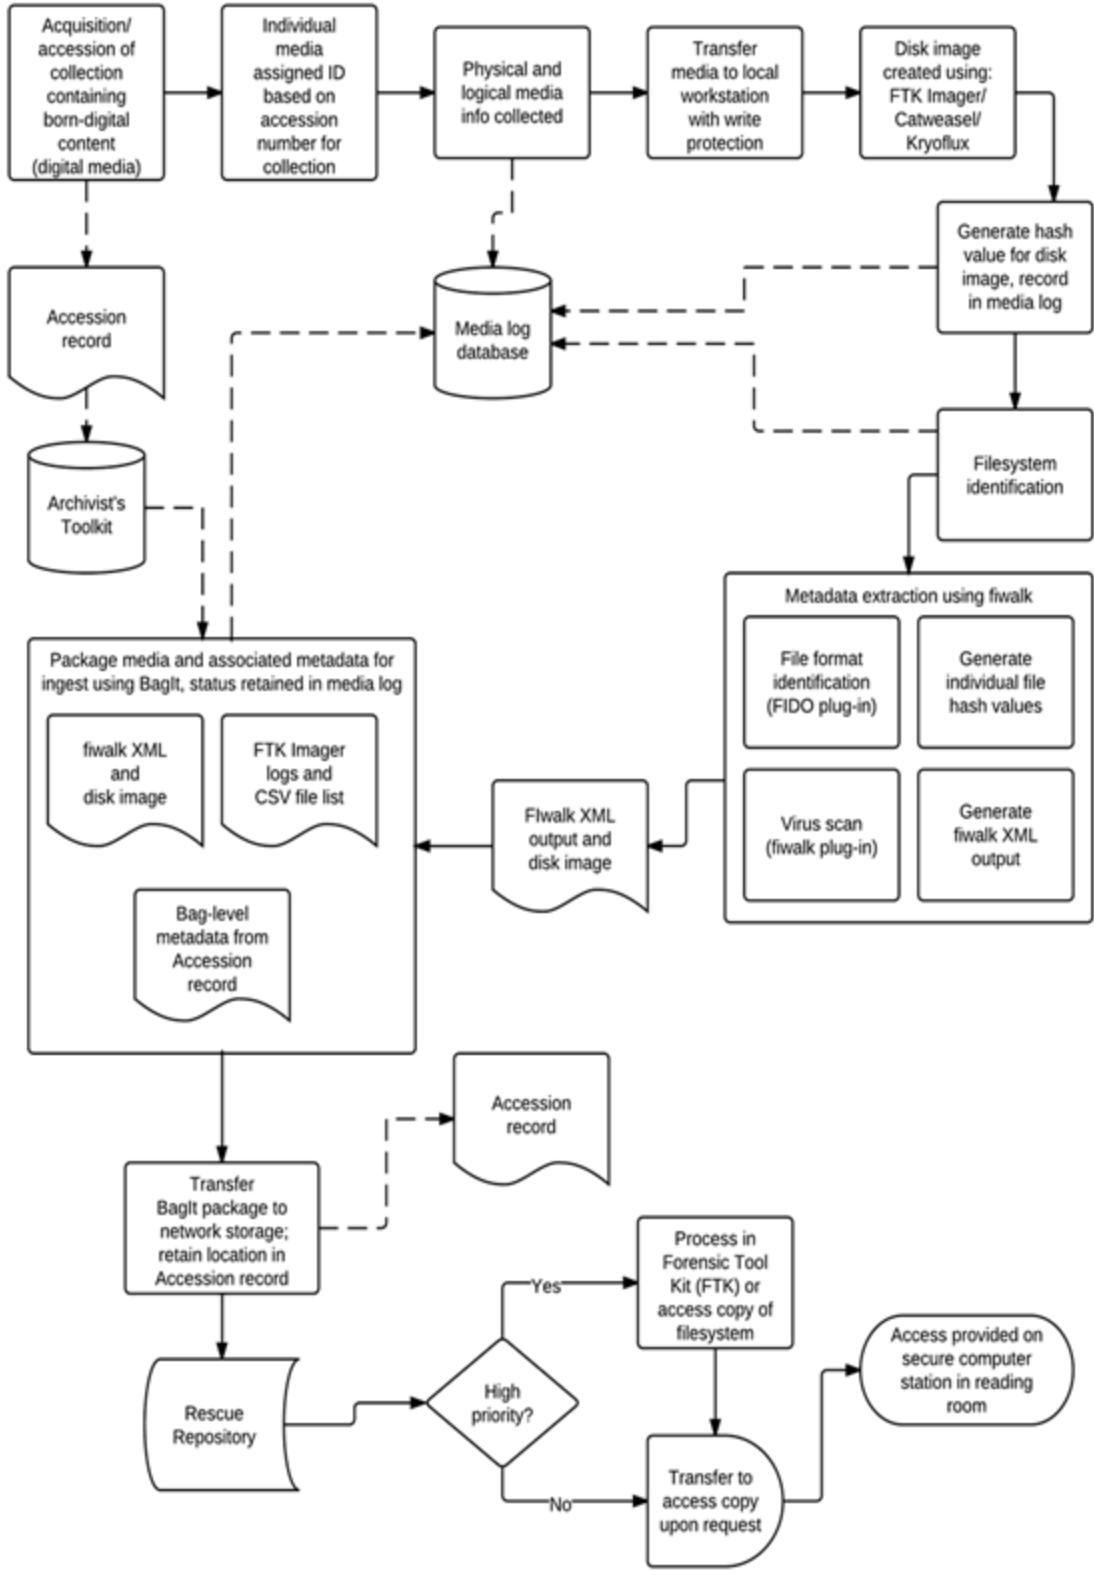 Acquisition/
accession of
collection
containing
born-digital
content
(digital media)
Individual
media
assigned ID
based on
accession
number for
collection
Physical and
logical media
info collected
Transfer
media to local
workstation
with write
protection
Disk image
created using:
FTK Imager/
Catweasel/
Kryoflux
Generate hash
value for disk
image, record
in media log
Accession
record
Media log
database
Filesystem
identification
Archivist's
Toolkit
Metadata extraction using fiwalk
File format
identification
(FIDO plug-in)
Generate
individual file
hash values
Virus scan
(fiwalk plug-in)
Generate
fiwalk XML
output
FIwalk XML
output and
disk image
Package media and associated metadata for
ingest using BagIt, status retained in media log
fiwalk XML
and
disk image
FTK Imager
logs and
CSV file list
Bag-level
metadata from
Accession
record
Accession
record
Transfer
BagIt package to
network storage;
retain location in
Accession record
Rescue
Repository
High
priority?
Yes
No
Process in
Forensic Tool
Kit (FTK) or
access copy of
filesystem
Transfer to
access copy
upon request
Access provided on
secure computer
station in reading
room